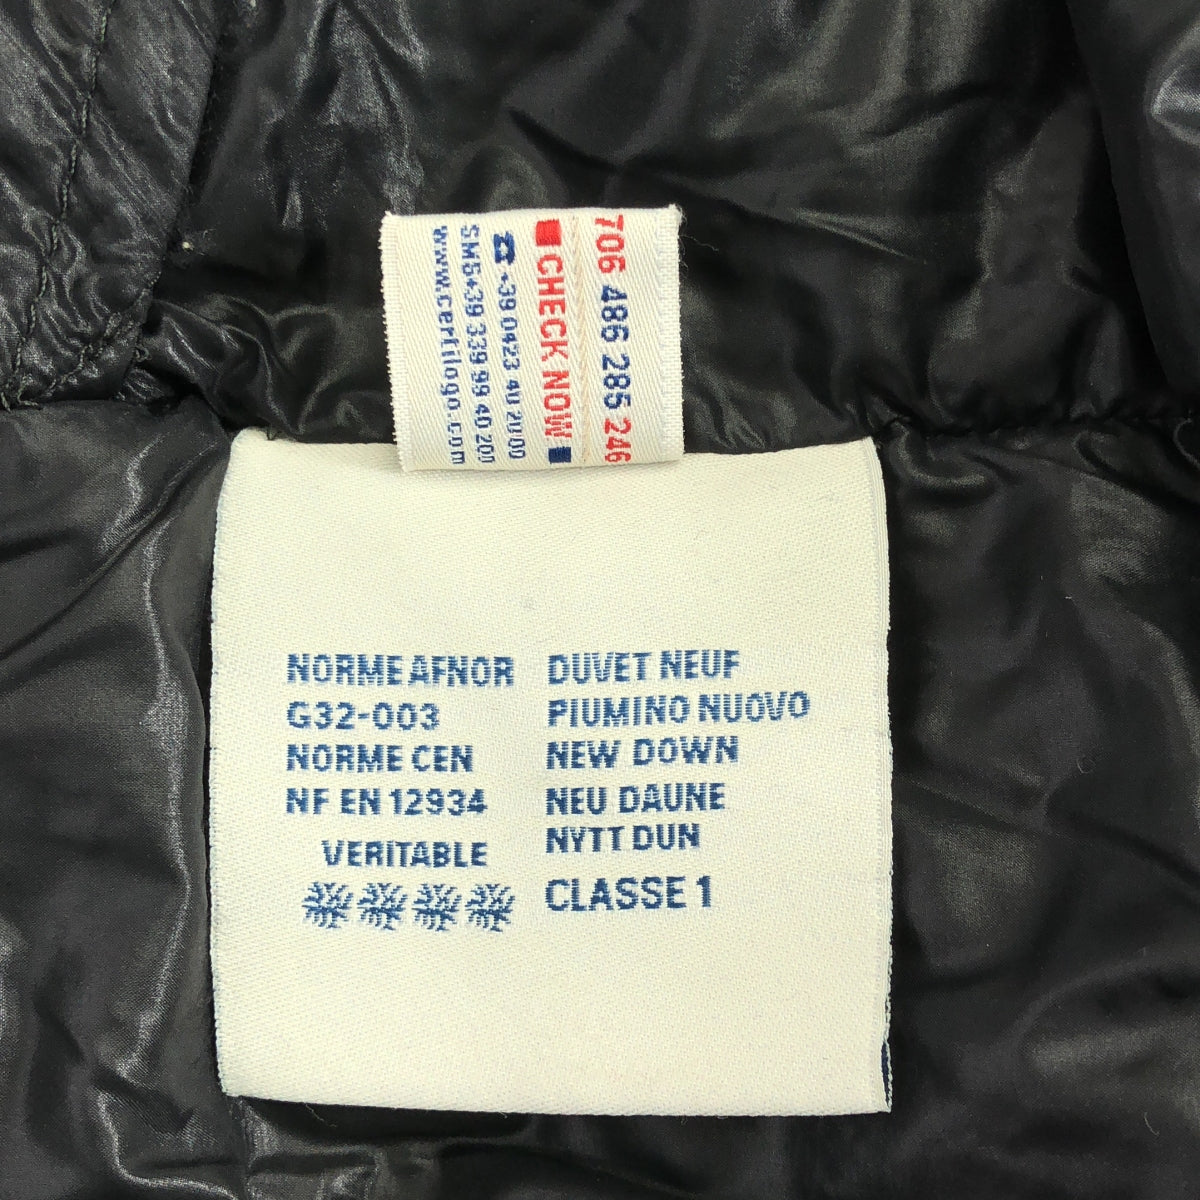 706 486 285 246
CHECK NOW
☎+39 0423 40 20 00
SMS+39 339 99 40 200
www.certilogo.com
NORME AFNOR
G32-003
NORME CEN
NF EN 12934
VERITABLE
DUVET NEUF
PIUMINO NUOVO
NEW DOWN
NEU DAUNE
NYTT DUN
CLASSE 1